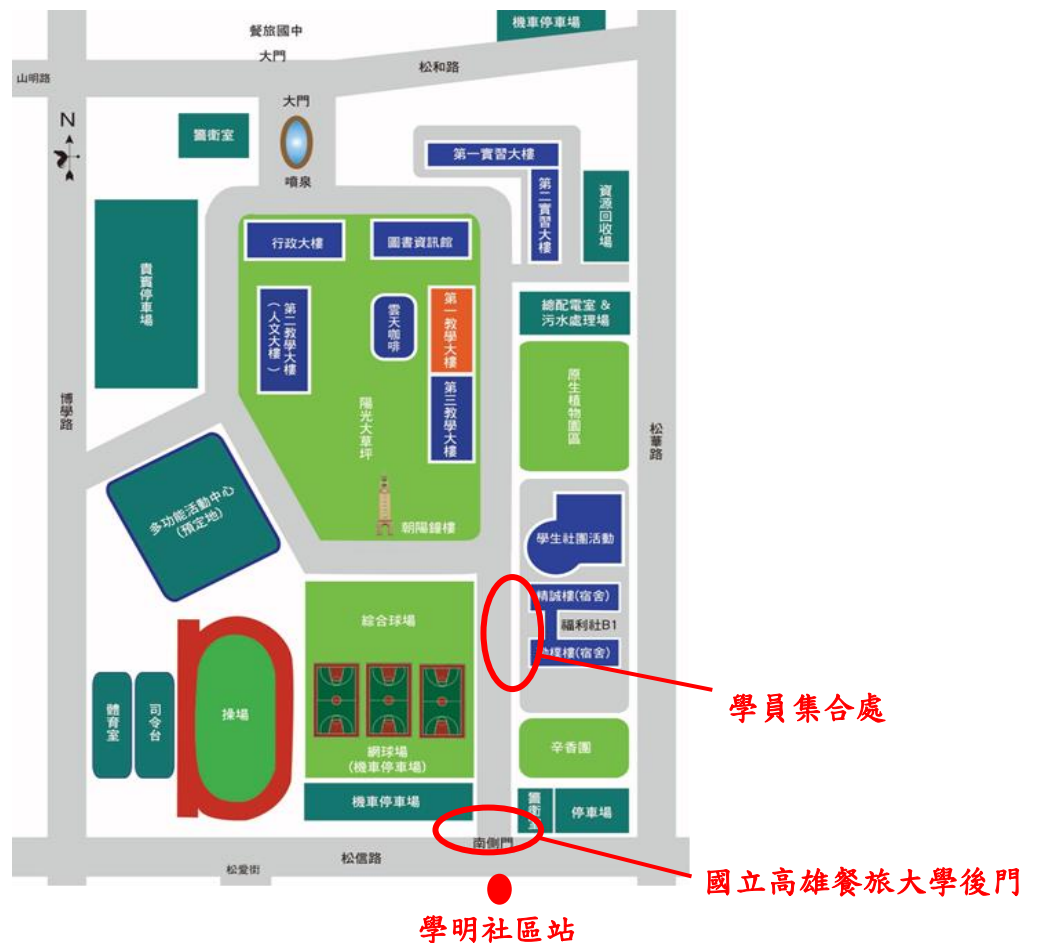 機車停車場
餐旅國中
大門
松和路
山明路
大門
N
警衛室
噴泉
第一實習大樓
第二實習大樓
資源回收場
行政大樓
圖書資訊館
貴賓停車場
第二教學大樓
(人文大樓)
雲天咖啡
第一教學大樓
總配電室 &
污水處理場
第三教學大樓
原生植物園區
陽光大草坪
博學路
松華路
多功能活動中心
(預定地)
朝陽鐘樓
學生社團活動
精誠樓(宿舍)
福利社B1
樸樓(宿舍)
綜合球場
學員集合處
體育室
司令台
操場
網球場
(機車停車場)
辛香園
機車停車場
警衛室
停車場
南側門
松信路
松愛街
國立高雄餐旅大學後門
學明社區站